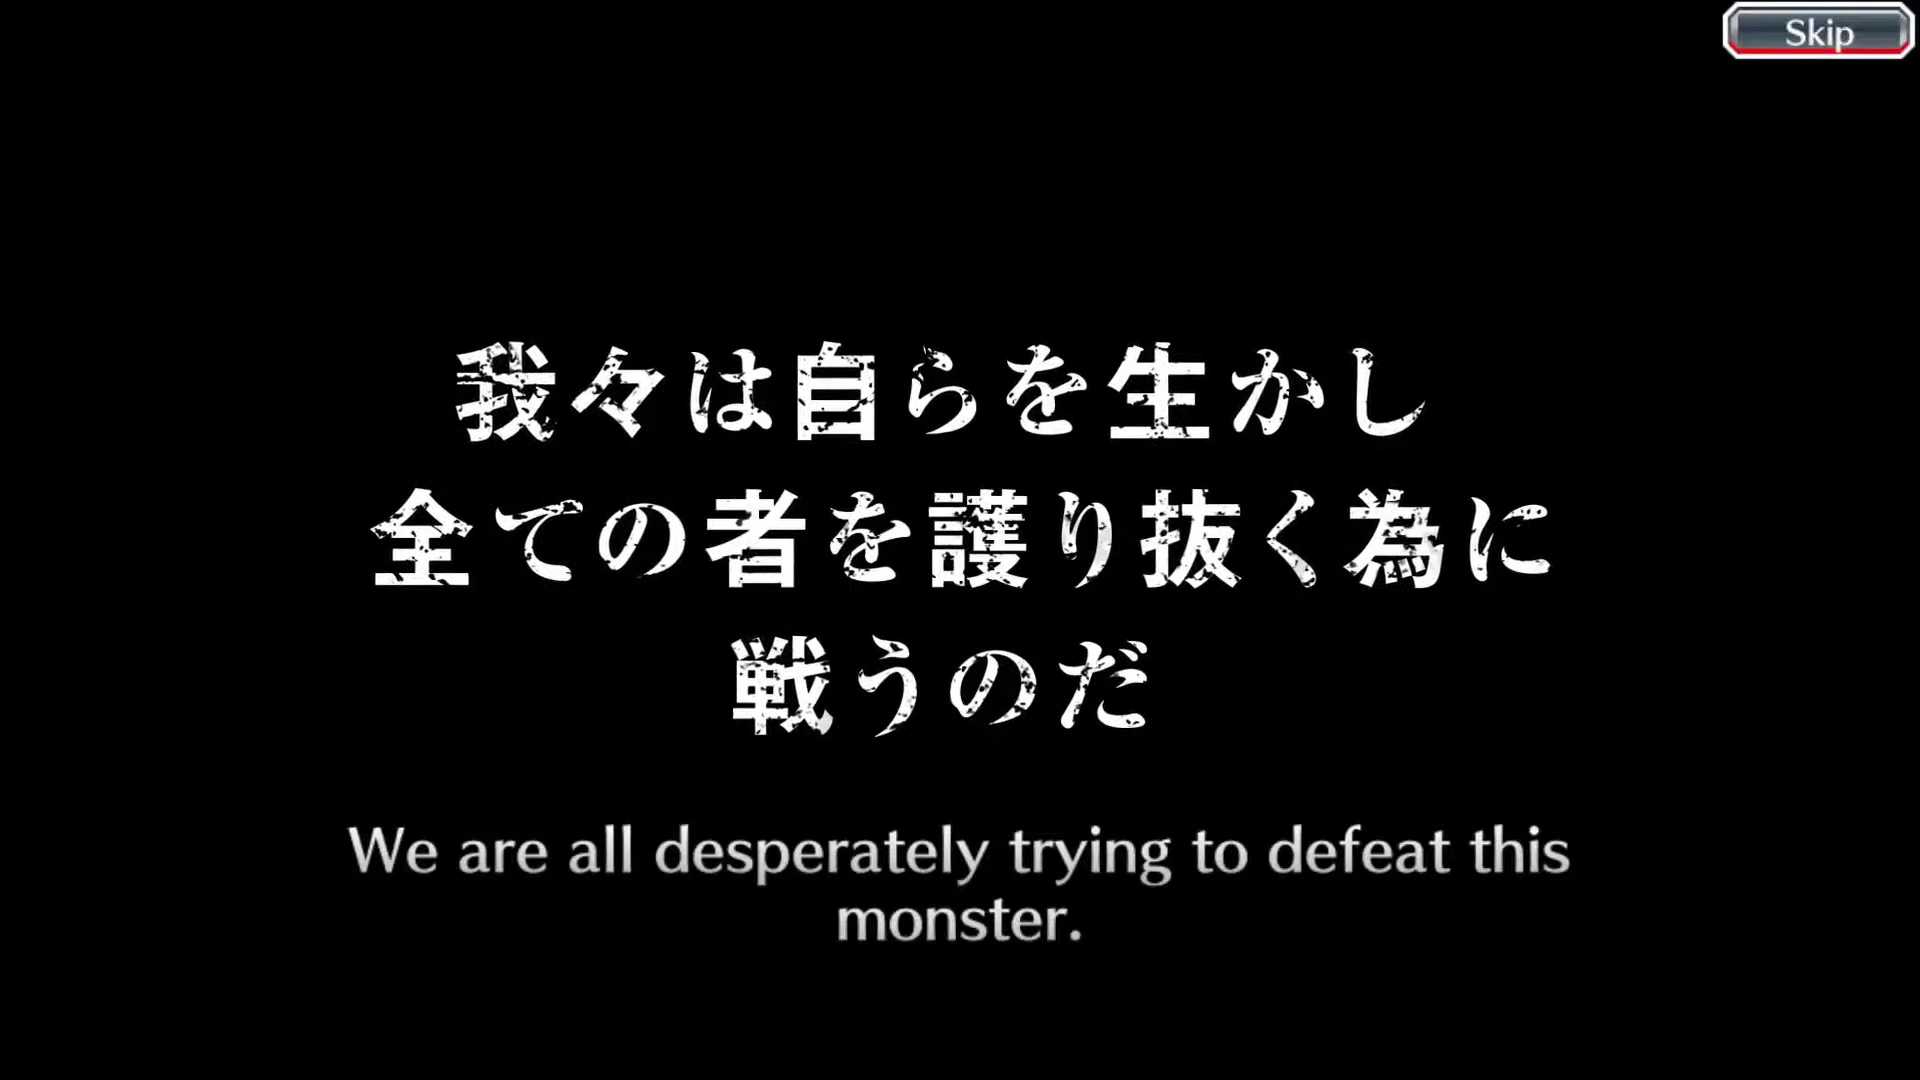 Skip
我々は自らを生かし
全ての者を護り抜く為に
戦うのだ
We are all desperately trying to defeat this
monster.